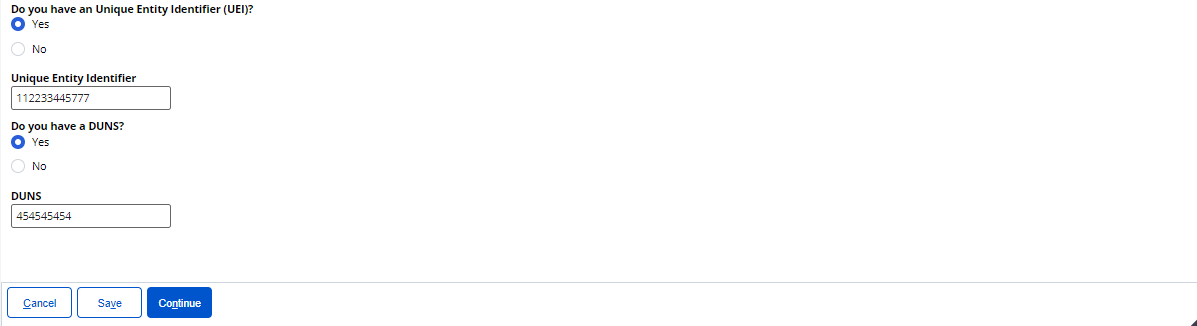 Do you have an Unique Entity Identifier (UEI)?
Yes
No
Unique Entity Identifier
112233445777
Do you have a DUNS?
Yes
No
DUNS
454545454
Cancel
Save
Continue